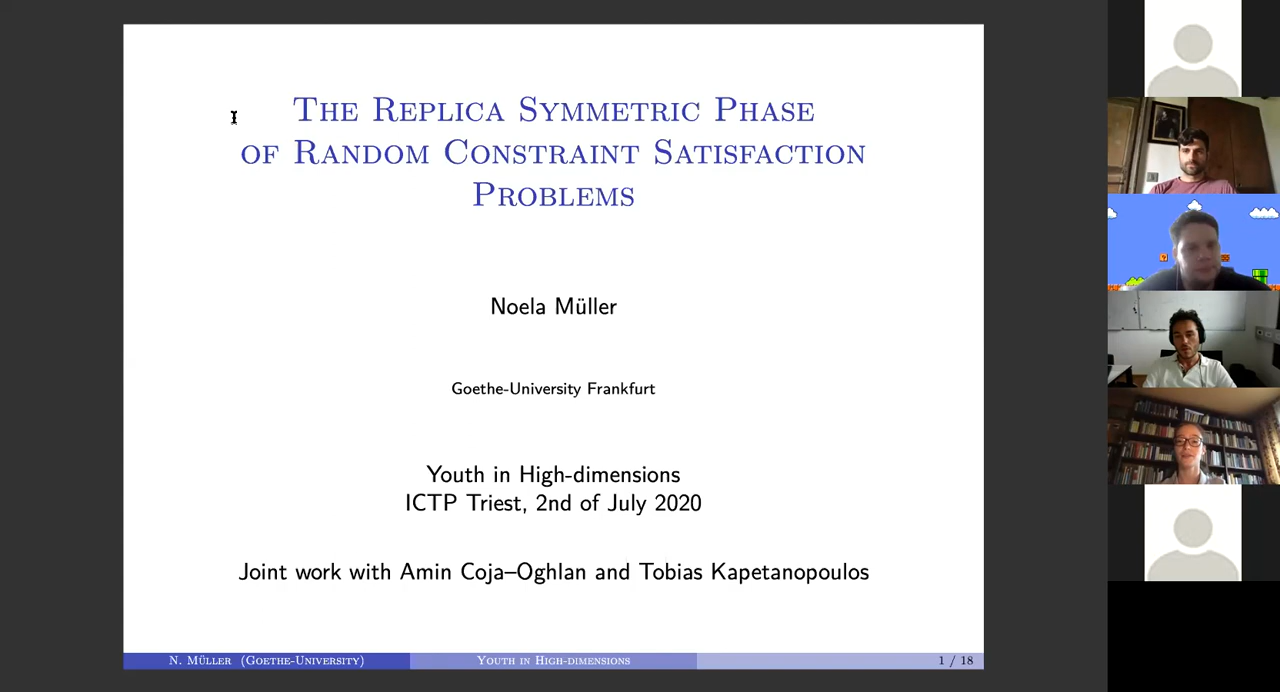 The Replica Symmetric Phase
of Random Constraint Satisfaction
Problems
Noela Müller
Goethe-University Frankfurt
Youth in High-dimensions
ICTP Triest, 2nd of July 2020
Joint work with Amin Coja–Oghlan and Tobias Kapetanopoulos
N. Müller (Goethe-University)
Youth in High-dimensions
1 / 18